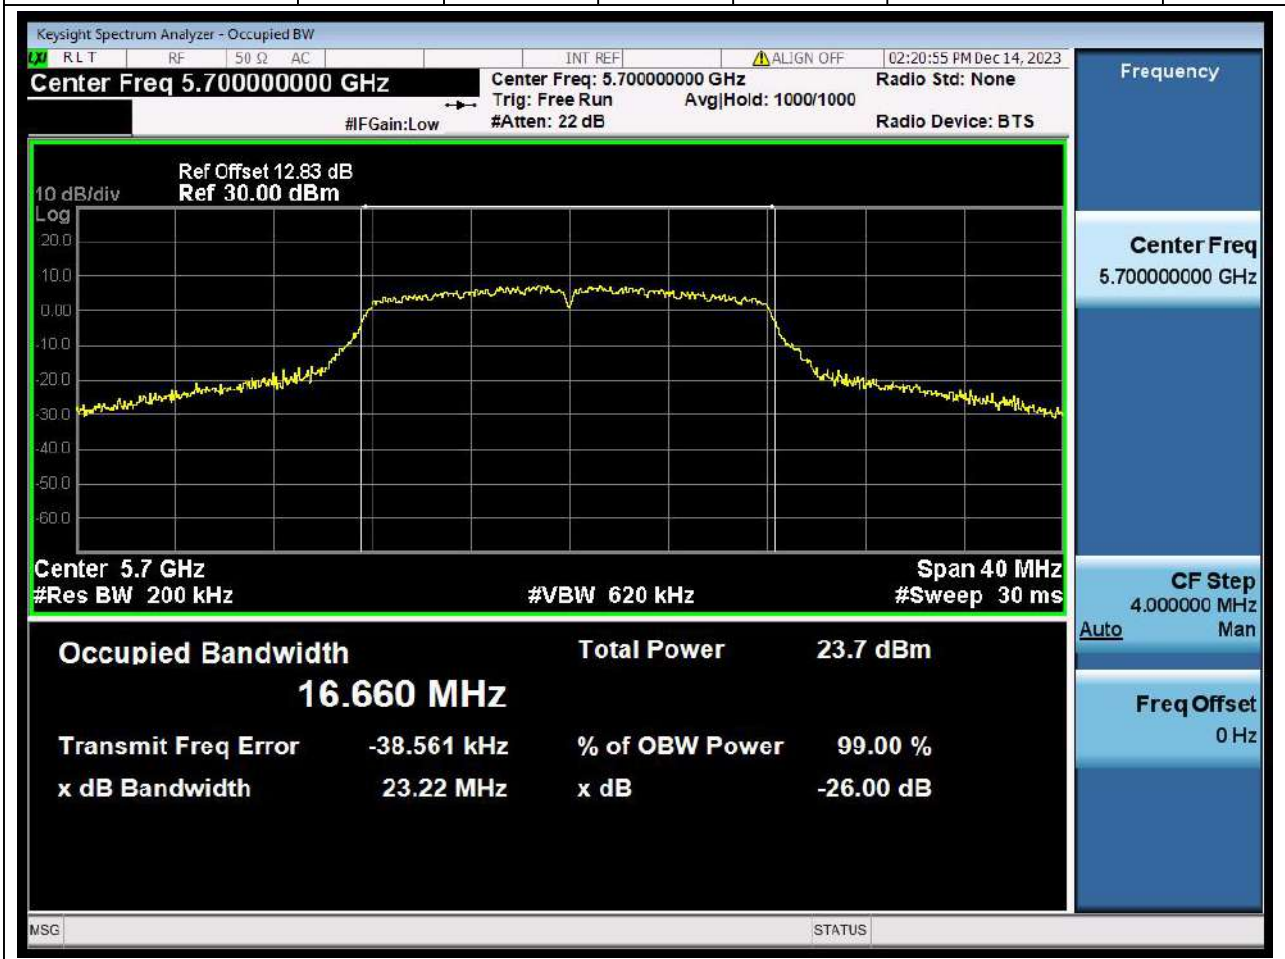 Keysight Spectrum Analyzer - Occupied BW
LXI RLT RF 50 Ω AC INT REF ALIGN OFF 02:20:55 PM Dec 14, 2023
Center Freq 5.700000000 GHz
Center Freq: 5.700000000 GHz
Radio Std: None
Trig: Free Run Avg|Hold: 1000/1000
#IFGain:Low #Atten: 22 dB
Radio Device: BTS
Frequency
Ref Offset 12.83 dB
10 dB/div Ref 30.00 dBm
Log
20.0
10.0
0.00
-10.0
-20.0
-30.0
-40.0
-50.0
-60.0
Center 5.7 GHz Span 40 MHz
#Res BW 200 kHz #VBW 620 kHz #Sweep 30 ms
Occupied Bandwidth Total Power 23.7 dBm
16.660 MHz
Transmit Freq Error -38.561 kHz % of OBW Power 99.00 %
x dB Bandwidth 23.22 MHz x dB -26.00 dB
Center Freq
5.700000000 GHz
CF Step
4.000000 MHz
Auto Man
Freq Offset
0 Hz
MSG STATUS